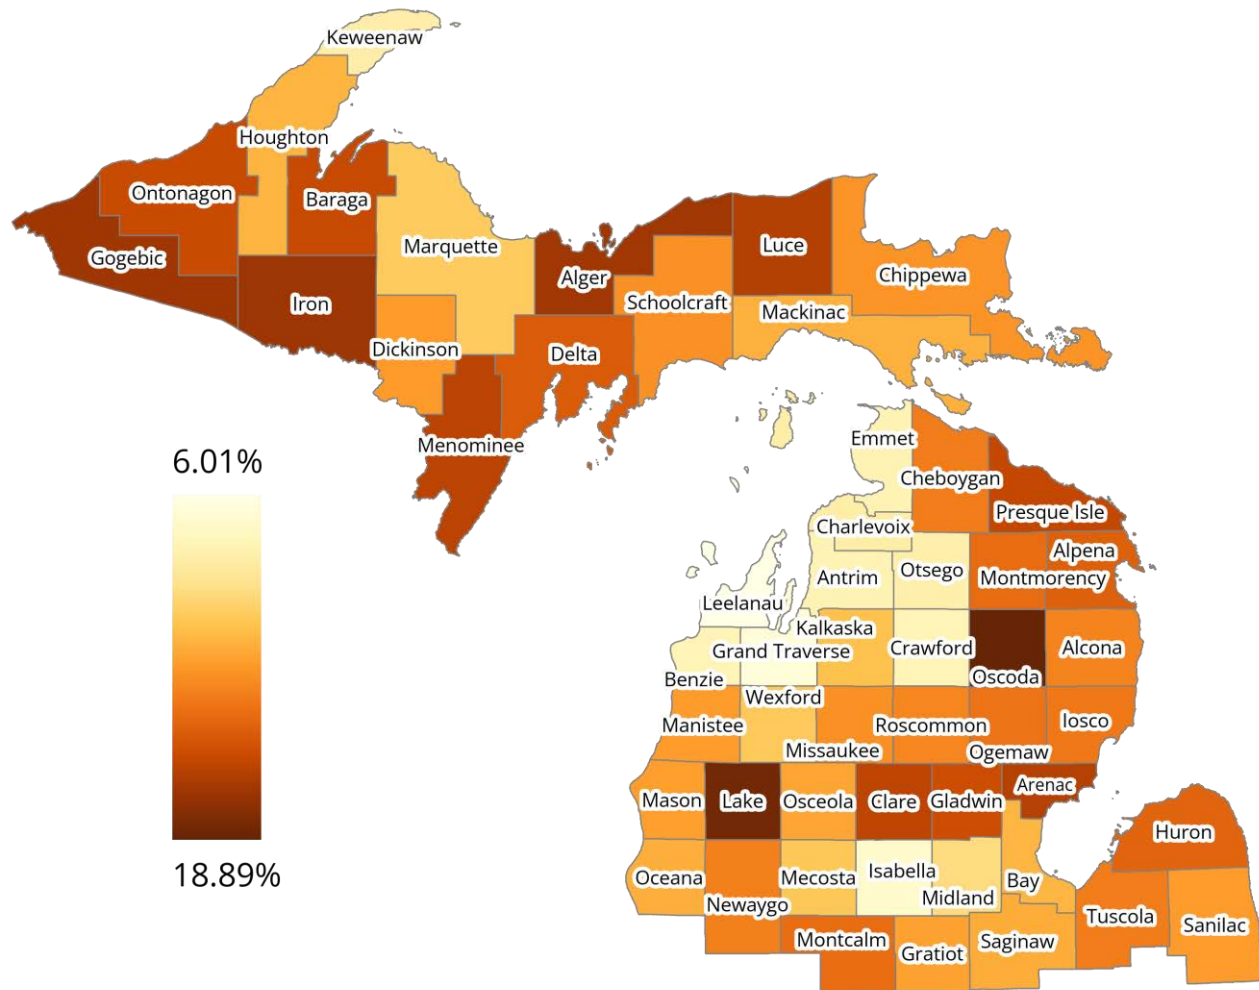 Keweenaw
Houghton
Ontonagon
Baraga
Gogebic
Marquette
Iron
Alger
Luce
Chippewa
Schoolcraft
Mackinac
Dickinson
Delta
Menominee
6.01%
18.89%
Emmet
Cheboygan
Presque Isle
Charlevoix
Alpena
Antrim
Otsego
Montmorency
Leelanau
Kalkaska
Grand Traverse
Crawford
Alcona
Benzie
Oscoda
Wexford
Manistee
Roscommon
Iosco
Missaukee
Ogemaw
Mason
Lake
Osceola
Clare
Gladwin
Arenac
Huron
Oceana
Newaygo
Mecosta
Isabella
Midland
Bay
Tuscola
Sanilac
Montcalm
Gratiot
Saginaw